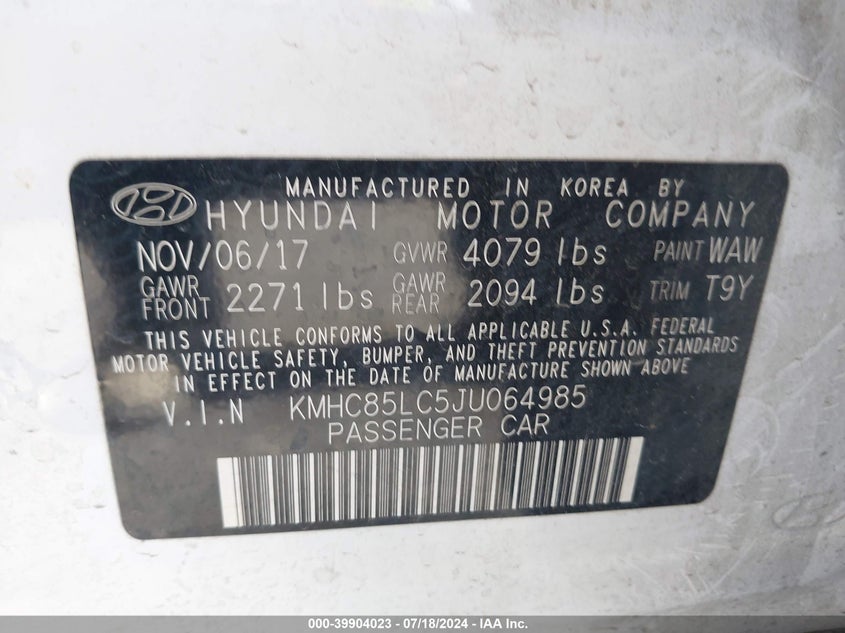 MANUFACTURED IN KOREA BY
HYUNDAI MOTOR COMPANY
NOV/06/17 GVWR 4079 lbs PAINT WAW
GAWR FRONT 2271 lbs GAWR REAR 2094 lbs TRIM T9Y
THIS VEHICLE CONFORMS TO ALL APPLICABLE U.S.A. FEDERAL
MOTOR VEHICLE SAFETY, BUMPER, AND THEFT PREVENTION STANDARDS
IN EFFECT ON THE DATE OF MANUFACTURE SHOWN ABOVE
V.I.N KMHC85LC5JU064985
PASSENGER CAR
000-39904023 - 07/18/2024 - IAA Inc.